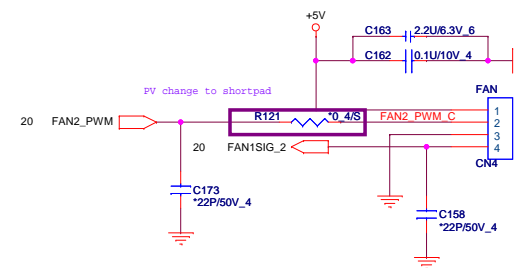 +5V
C163 2.2U/6.3V_6
C162 0.1U/10V_4
PV change to shortpad
FAN
R121 *0_4/S
20 FAN2_PWM FAN2_PWM_C
1
2
3
4
20 FAN1SIG_2
CN4
C173
*22P/50V_4
C158
*22P/50V_4